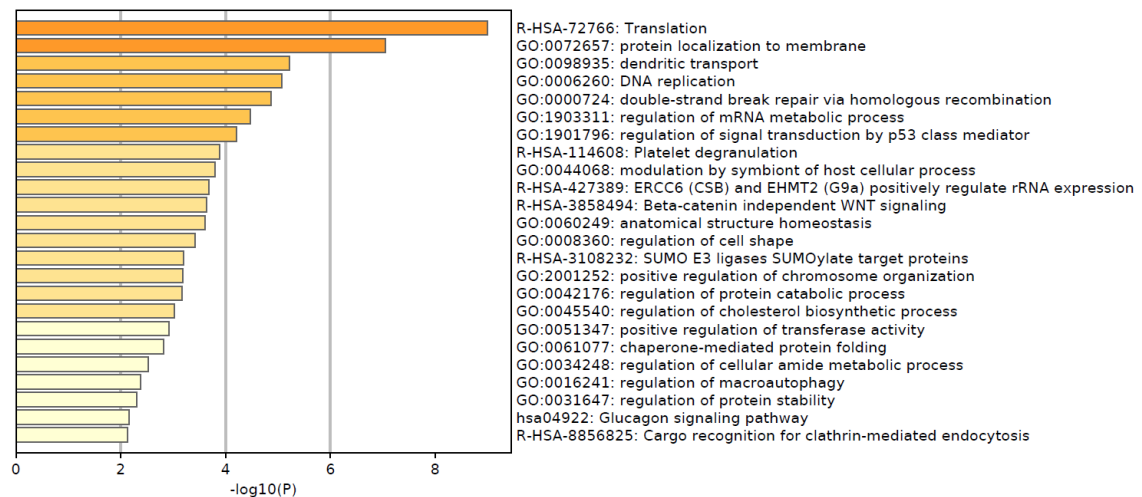 R-HSA-72766: Translation
GO:0072657: protein localization to membrane
GO:0098935: dendritic transport
GO:0006260: DNA replication
GO:0000724: double-strand break repair via homologous recombination
GO:1903311: regulation of mRNA metabolic process
GO:1901796: regulation of signal transduction by p53 class mediator
R-HSA-114608: Platelet degranulation
GO:0044068: modulation by symbiont of host cellular process
R-HSA-427389: ERCC6 (CSB) and EHMT2 (G9a) positively regulate rRNA expression
R-HSA-3858494: Beta-catenin independent WNT signaling
GO:0060249: anatomical structure homeostasis
GO:0008360: regulation of cell shape
R-HSA-3108232: SUMO E3 ligases SUMOylate target proteins
GO:2001252: positive regulation of chromosome organization
GO:0042176: regulation of protein catabolic process
GO:0045540: regulation of cholesterol biosynthetic process
GO:0051347: positive regulation of transferase activity
GO:0061077: chaperone-mediated protein folding
GO:0034248: regulation of cellular amide metabolic process
GO:0016241: regulation of macroautophagy
GO:0031647: regulation of protein stability
hsa04922: Glucagon signaling pathway
R-HSA-8856825: Cargo recognition for clathrin-mediated endocytosis
0 2 4 6 8
-log10(P)